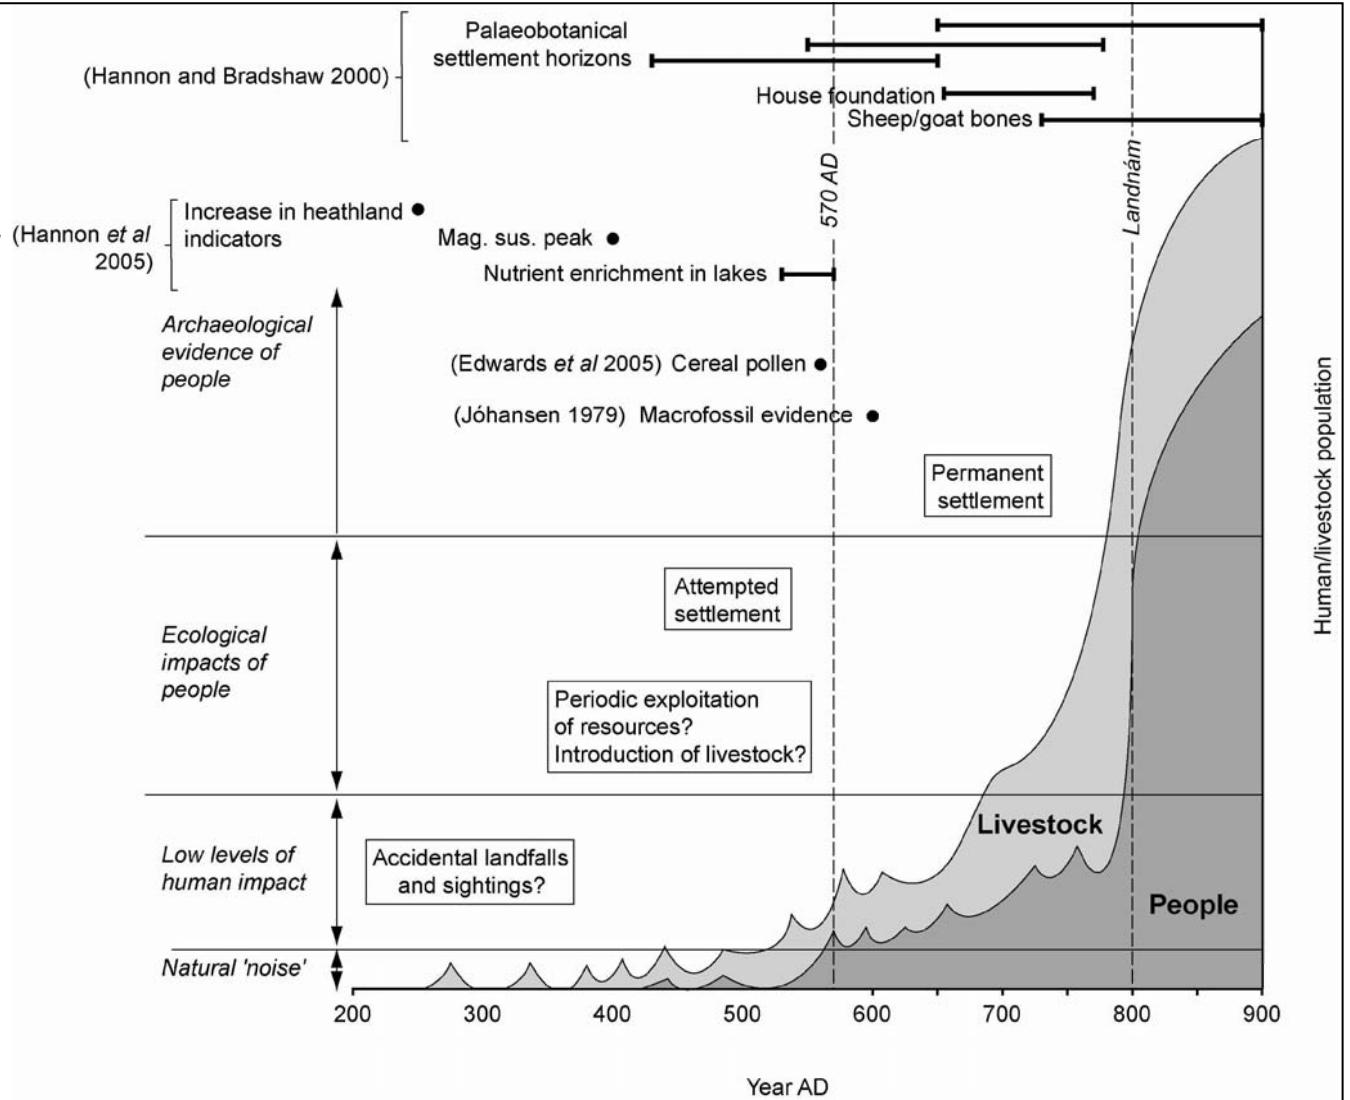 Palaeobotanical
settlement horizons
(Hannon and Bradshaw 2000)
House foundation
Sheep/goat bones
570 AD
Landnám
Increase in heathland
indicators
(Hannon et al
2005)
Mag. sus. peak
Nutrient enrichment in lakes
Archaeological
evidence of
people
(Edwards et al 2005) Cereal pollen
(Jóhansen 1979) Macrofossil evidence
Permanent
settlement
Human/livestock population
Attempted
settlement
Ecological
impacts of
people
Periodic exploitation
of resources?
Introduction of livestock?
Livestock
Low levels of
human impact
Accidental landfalls
and sightings?
People
Natural 'noise'
200 300 400 500 600 700 800 900
Year AD